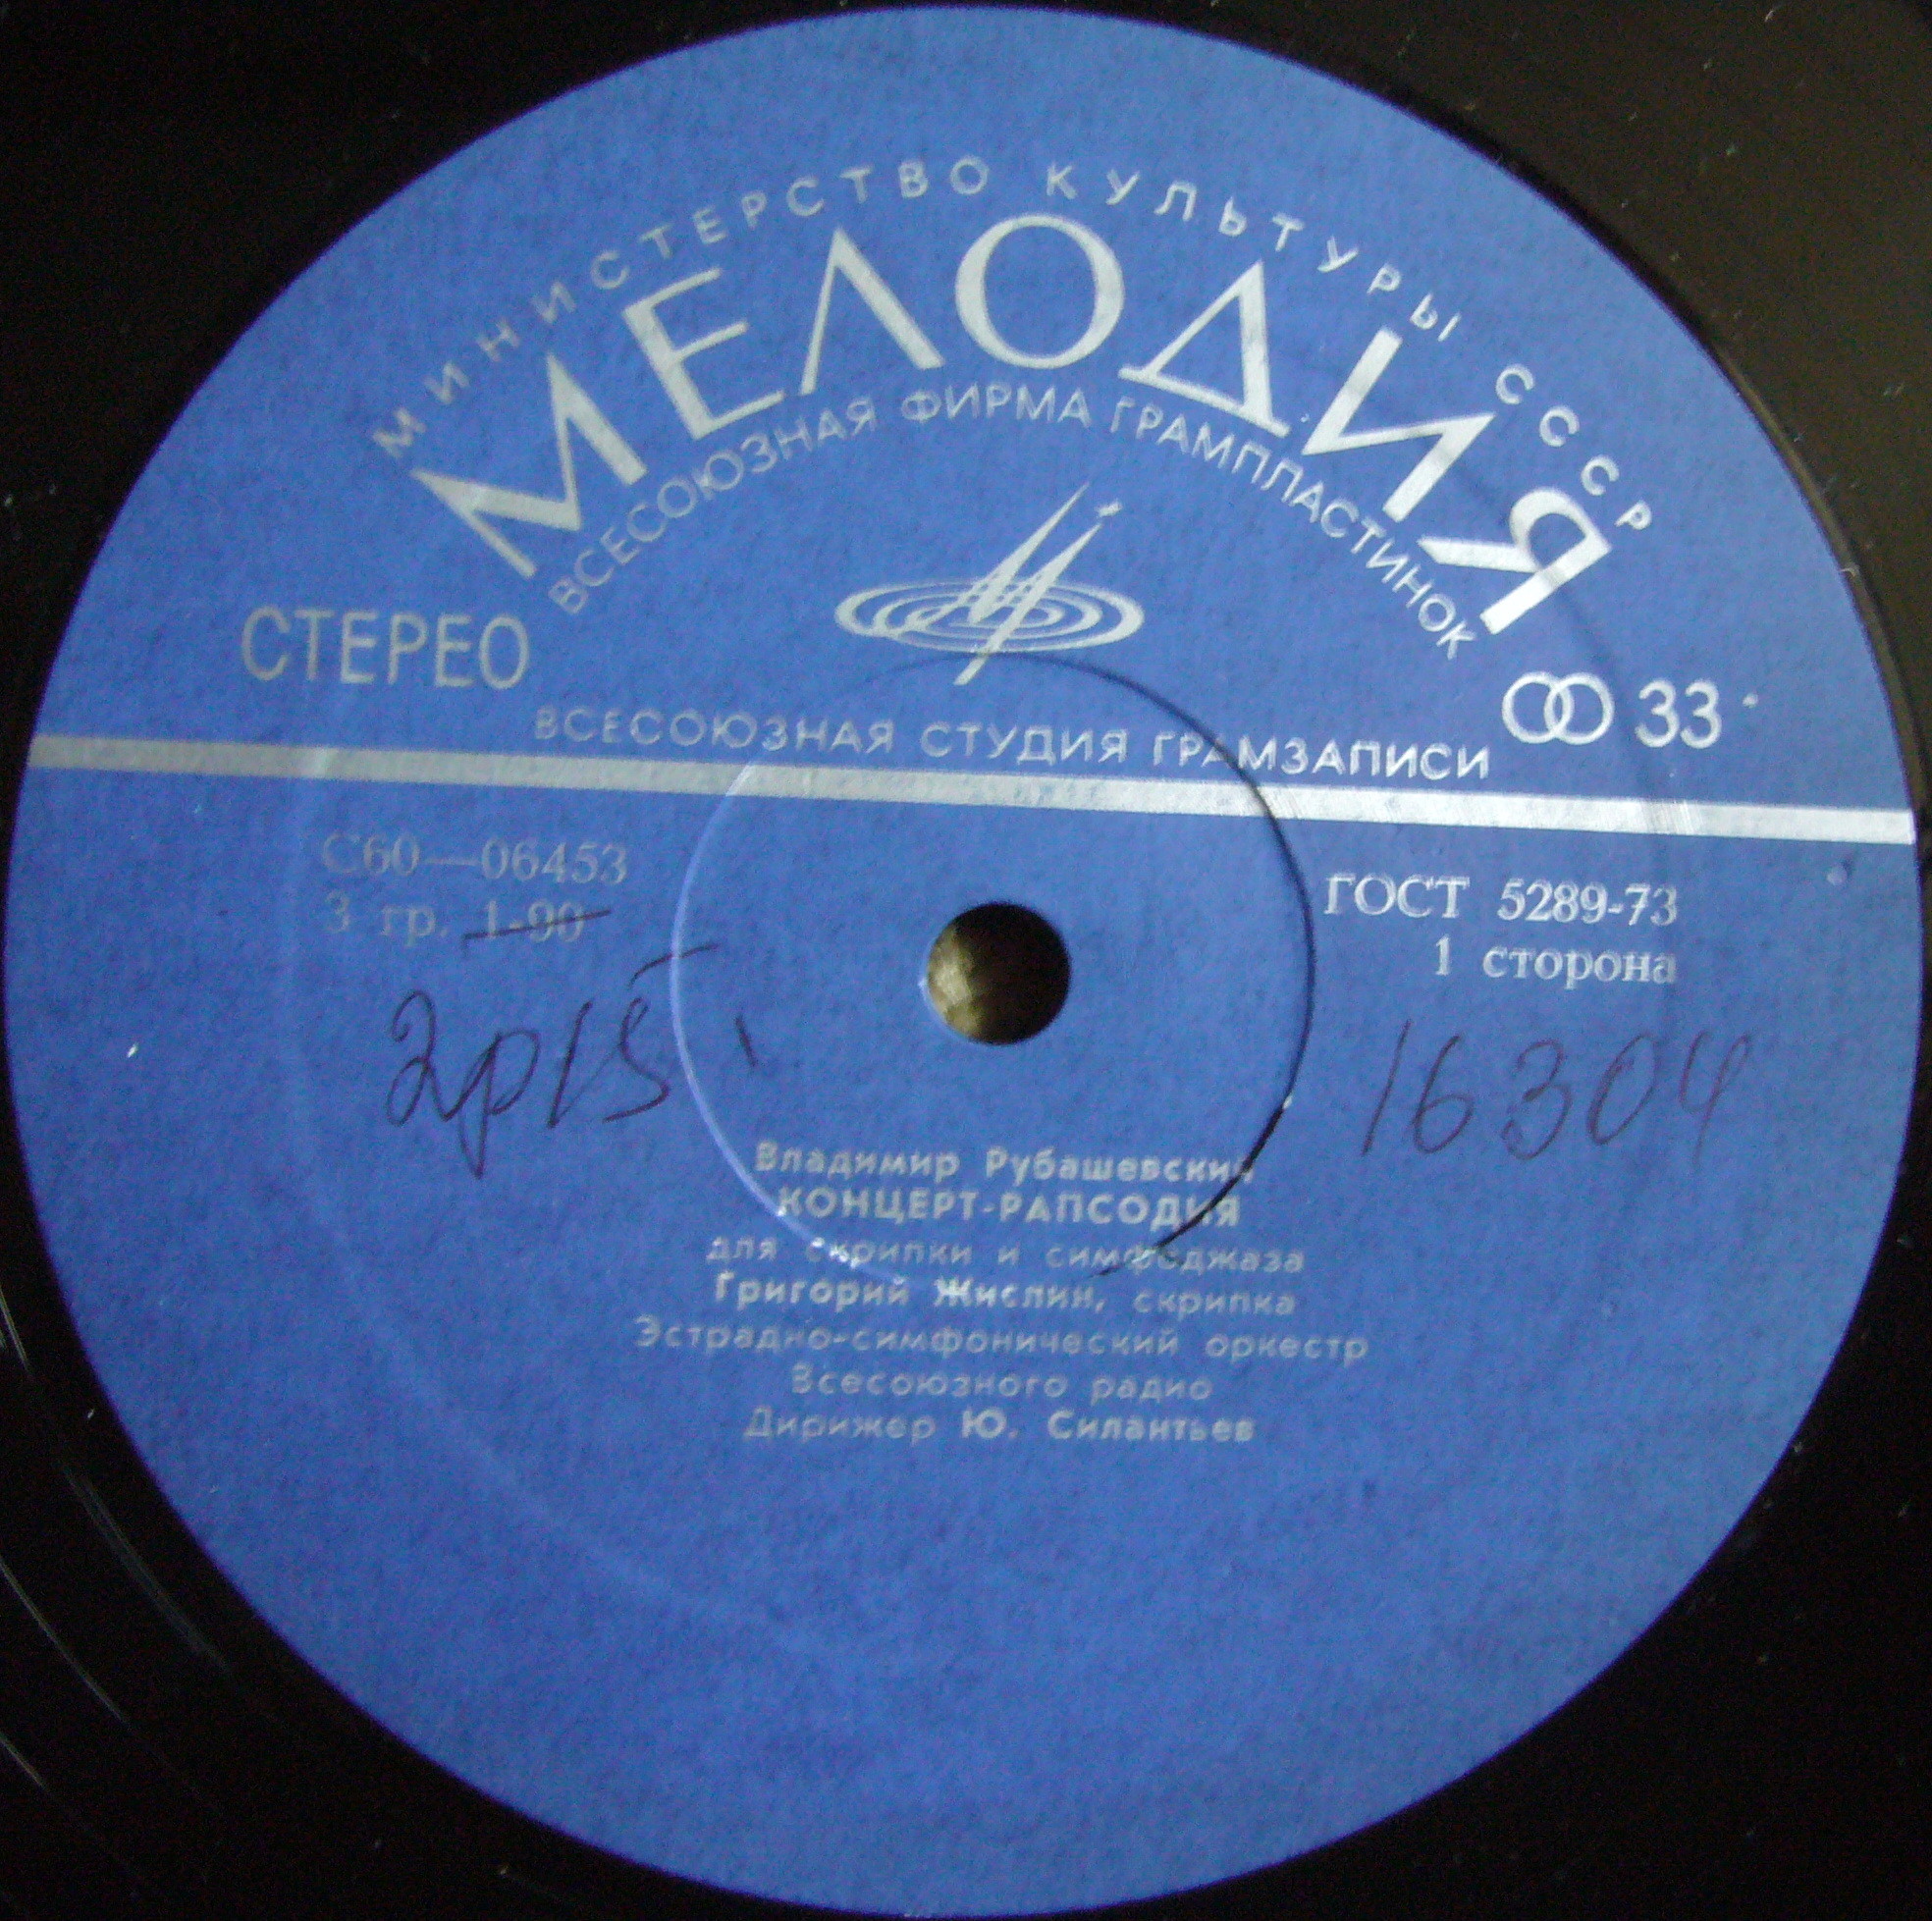 МИНИСТЕРСТВО КУЛЬТУРЫ СССР
МЕЛОДИЯ
ВСЕСОЮЗНАЯ ФИРМА ГРАМПЛАСТИНОК
СТЕРЕО
33
ВСЕСОЮЗНАЯ СТУДИЯ ГРАМЗАПИСИ
С60—06453
3 гр. 1-90
ГОСТ 5289-73
1 сторона
2р15
16304
Владимир Рубашевский
КОНЦЕРТ-РАПСОДИЯ
для скрипки и симфоджаза
Григорий Жислин, скрипка
Эстрадно-симфонический оркестр
Всесоюзного радио
Дирижер Ю. Силантьев